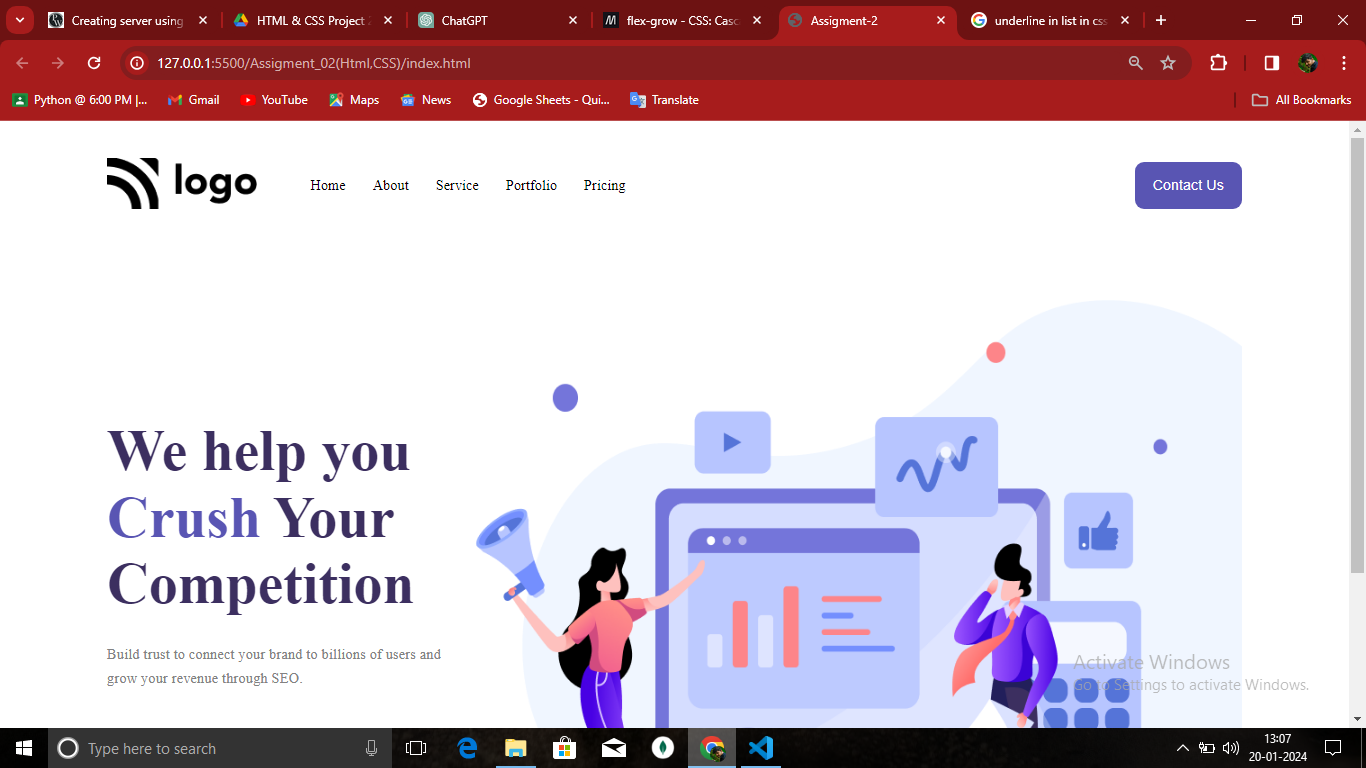 Creating server using
HTML & CSS Project 2
ChatGPT
flex-grow - CSS: Casc
Assigment-2
underline in list in css
127.0.0.1:5500/Assigment_02(Html,CSS)/index.html
Python @ 6:00 PM |...
Gmail
YouTube
Maps
News
Google Sheets - Qui...
Translate
All Bookmarks
logo
Home
About
Service
Portfolio
Pricing
Contact Us
We help you
Crush Your
Competition
Build trust to connect your brand to billions of users and
grow your revenue through SEO.
Activate Windows
Go to Settings to activate Windows.
Type here to search
13:07
20-01-2024